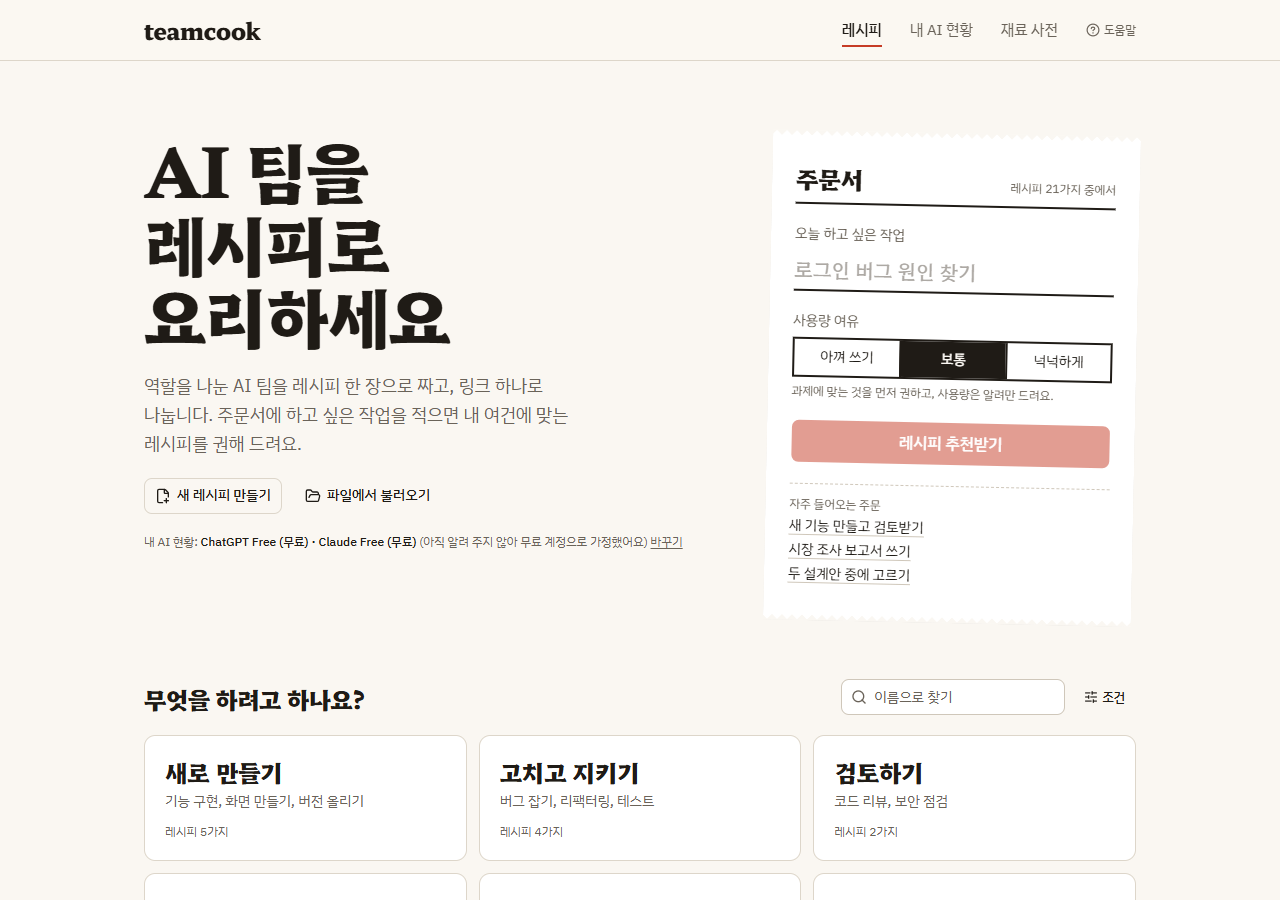 teamcook
레시피
내 AI 현황
재료 사전
도움말
AI 팀을
레시피로
요리하세요
역할을 나눈 AI 팀을 레시피 한 장으로 짜고, 링크 하나로
나눕니다. 주문서에 하고 싶은 작업을 적으면 내 여건에 맞는
레시피를 권해 드려요.
새 레시피 만들기
파일에서 불러오기
내 AI 현황: ChatGPT Free (무료) · Claude Free (무료) (아직 알려 주지 않아 무료 계정으로 가정했어요) 바꾸기
주문서
레시피 21가지 중에서
오늘 하고 싶은 작업
로그인 버그 원인 찾기
사용량 여유
아껴 쓰기
보통
넉넉하게
과제에 맞는 것을 먼저 권하고, 사용량은 알려만 드려요.
레시피 추천받기
자주 들어오는 주문
새 기능 만들고 검토받기
시장 조사 보고서 쓰기
두 설계안 중에 고르기
무엇을 하려고 하나요?
이름으로 찾기
조건
새로 만들기
기능 구현, 화면 만들기, 버전 올리기
레시피 5가지
고치고 지키기
버그 잡기, 리팩터링, 테스트
레시피 4가지
검토하기
코드 리뷰, 보안 점검
레시피 2가지